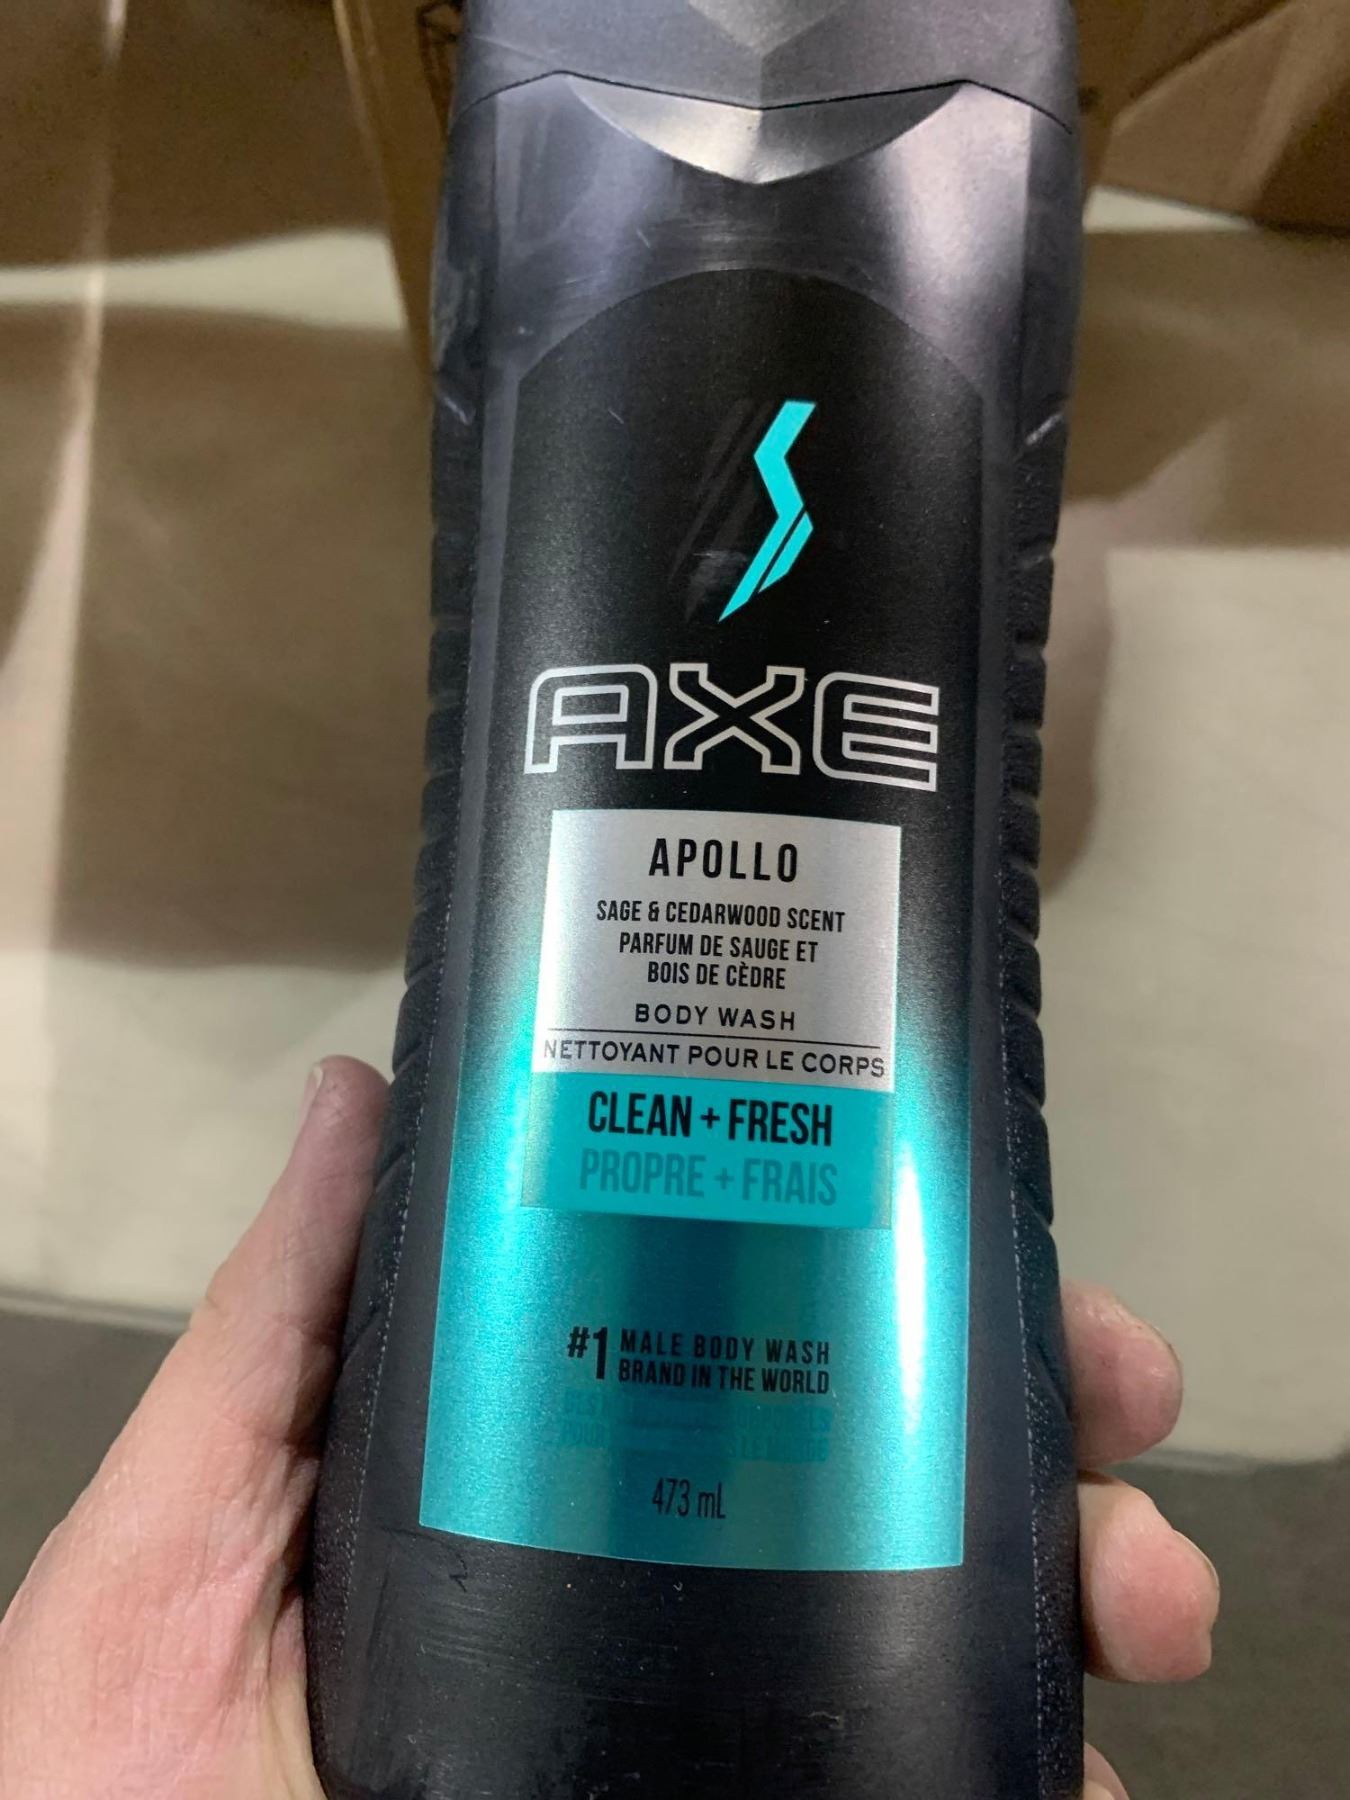 AXE
APOLLO
SAGE & CEDARWOOD SCENT
PARFUM DE SAUGE ET
BOIS DE CÈDRE
BODY WASH
NETTOYANT POUR LE CORPS
CLEAN + FRESH
PROPRE + FRAIS
#1 MALE BODY WASH
BRAND IN THE WORLD
473 mL